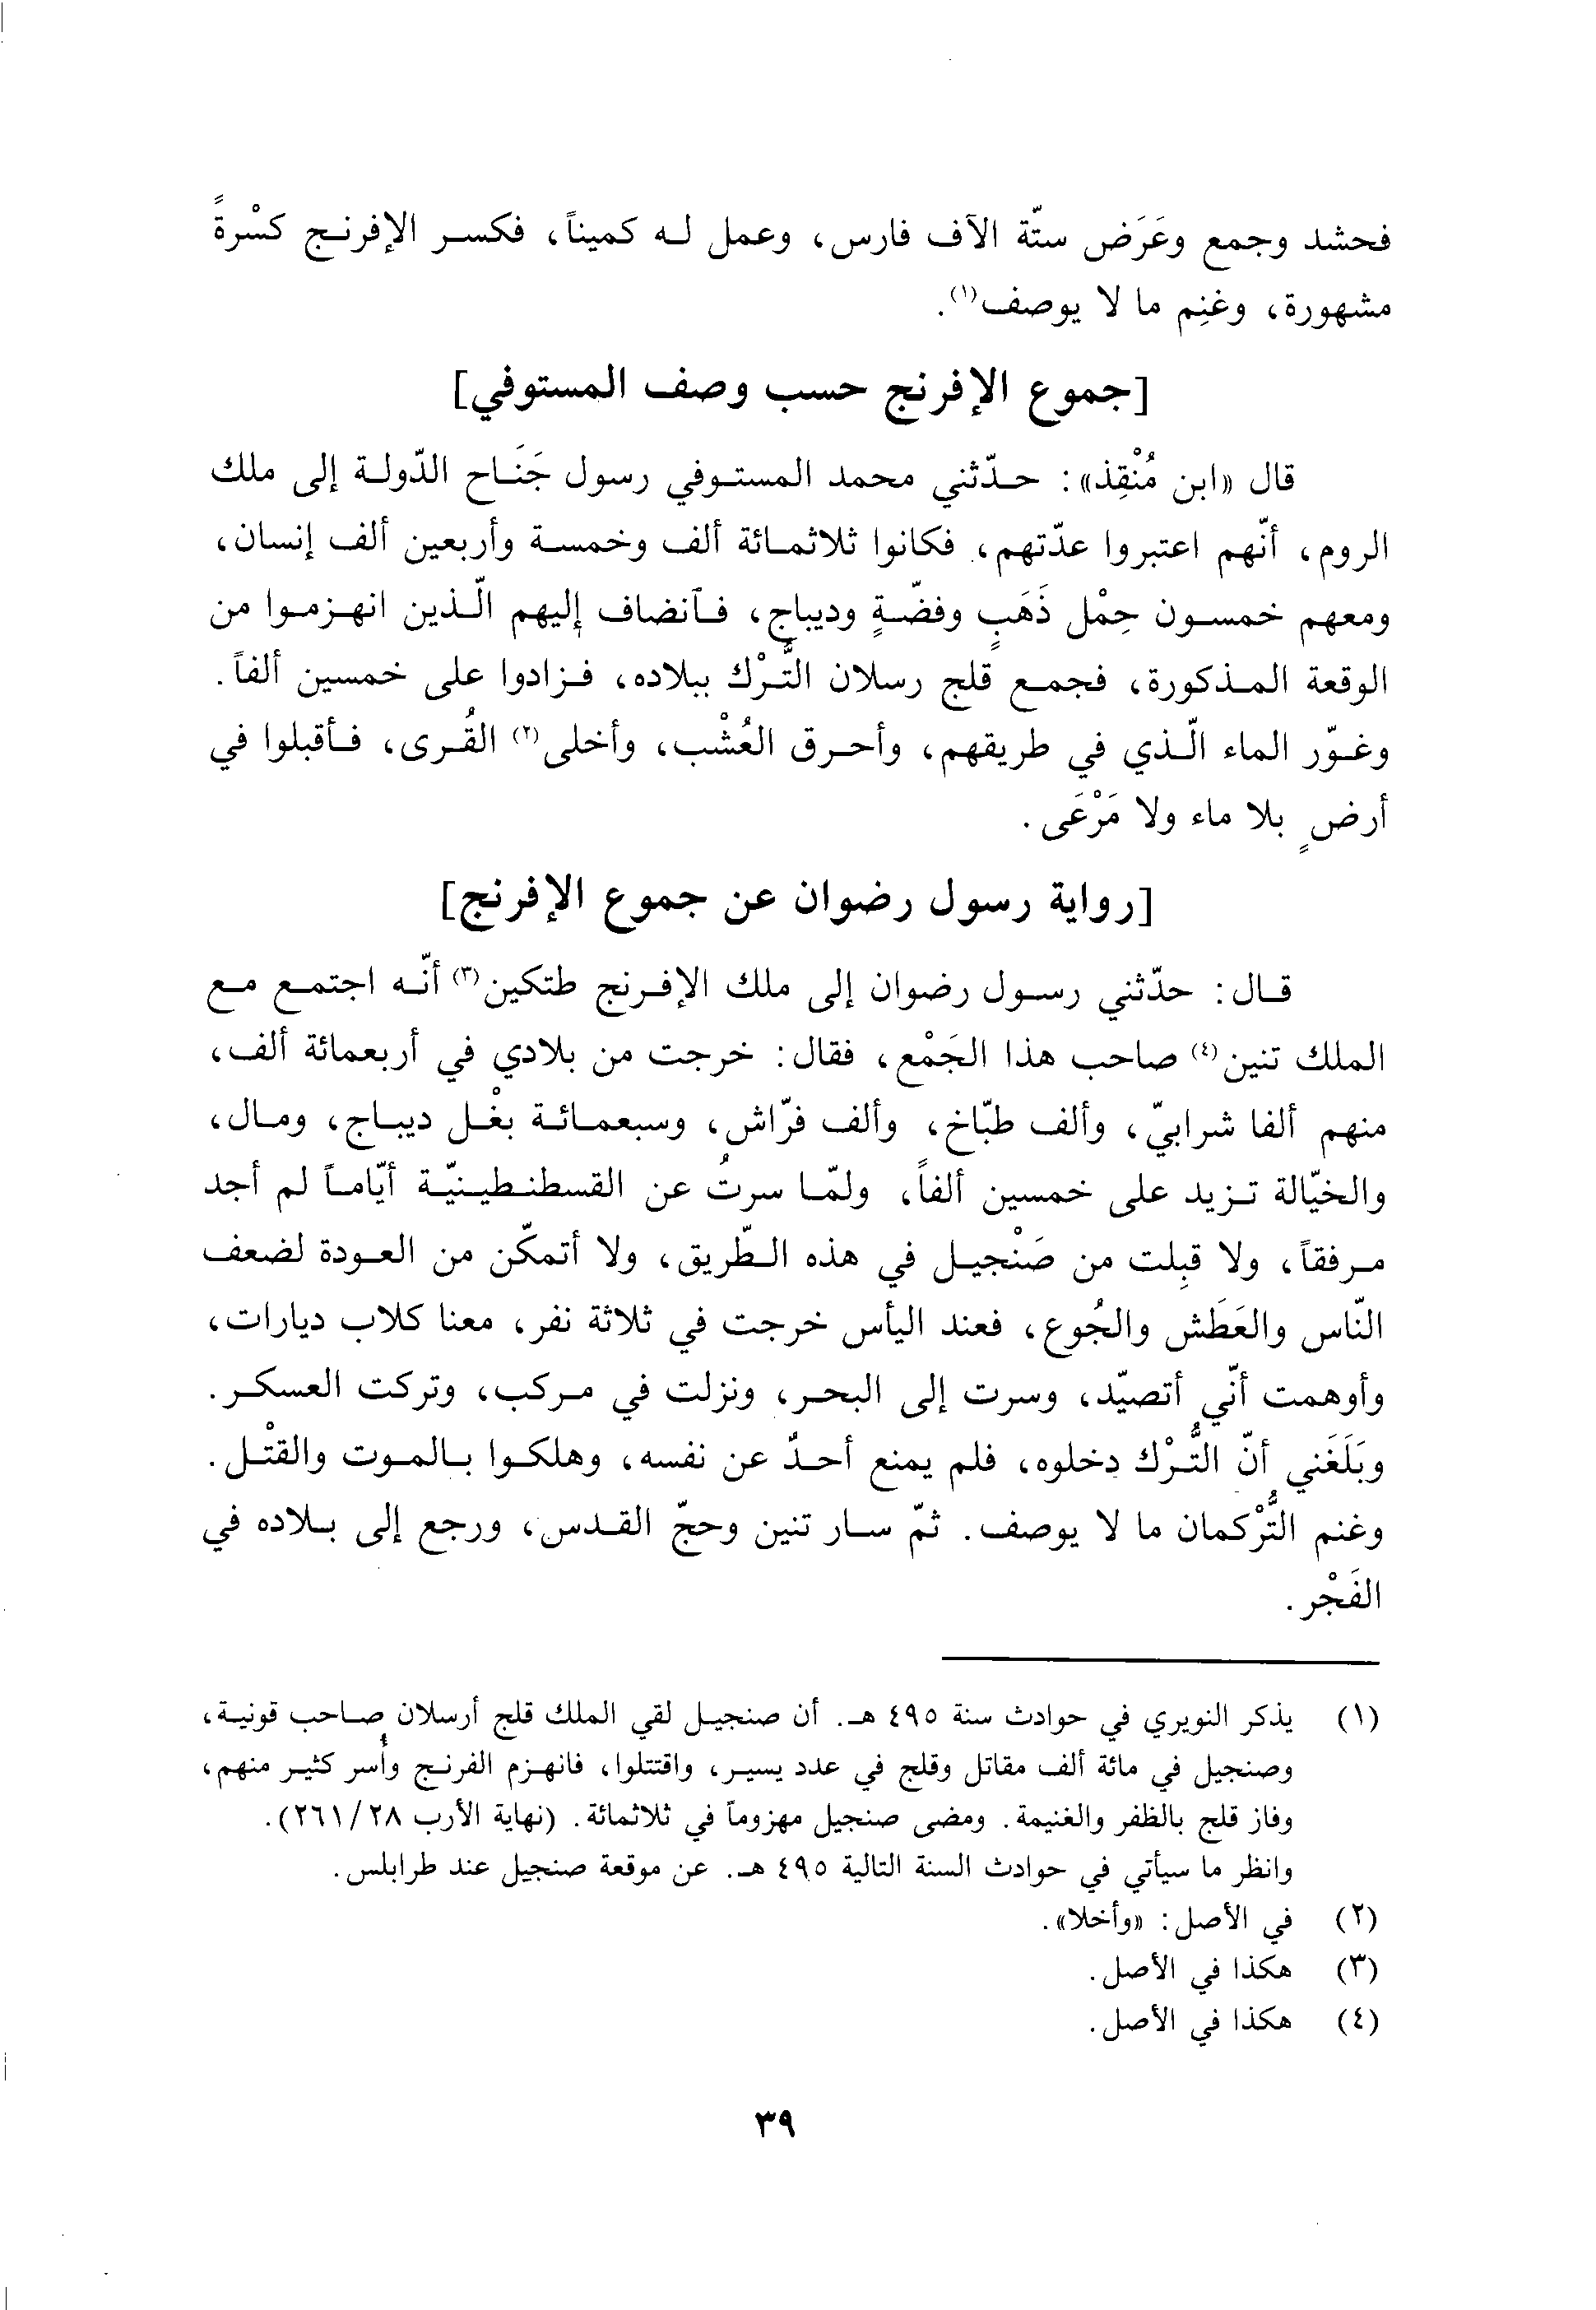 فحشد وجمع وعَرَض ستّة الآف فارس، وعمل له كميناً، فكسر الإفرنج كسْرةً
مشهورة، وغنِم ما لا يوصف(١).
[جموع الإفرنج حسب وصف المستوفي]
قال «ابن مُنْقِذ»: حدّثني محمد المستوفي رسول جَنَاح الدّولة إلى ملك
الروم، أنّهم اعتبروا عدّتهم، فكانوا ثلاثمائة ألف وخمسة وأربعين ألف إنسان،
ومعهم خمسون حِمْل ذَهَبٍ وفضّةٍ وديباج، فٱنضاف إليهم الّذين انهزموا من
الوقعة المذكورة، فجمع قلج رسلان التُّرْك ببلاده، فزادوا على خمسين ألفاً.
وغوّر الماء الّذي في طريقهم، وأحرق العُشْب، وأخلى(٢) القُرى، فأقبلوا في
أرضٍ بلا ماء ولا مَرْعَى.
[رواية رسول رضوان عن جموع الإفرنج]
قال: حدّثني رسول رضوان إلى ملك الإفرنج طتكين(٣) أنّه اجتمع مع
الملك تنين(٤) صاحب هذا الجَمْع، فقال: خرجت من بلادي في أربعمائة ألف،
منهم ألفا شرابيّ، وألف طبّاخ، وألف فرّاش، وسبعمائة بغْل ديباج، ومال،
والخيّالة تزيد على خمسين ألفاً، ولمّا سرتُ عن القسطنطينيّة أيّاماً لم أجد
مرفقاً، ولا قبِلت من صَنْجيل في هذه الطّريق، ولا أتمكّن من العودة لضعف
النّاس والعَطَش والجُوع، فعند اليأس خرجت في ثلاثة نفر، معنا كلاب ديارات،
وأوهمت أنّي أتصيّد، وسرت إلى البحر، ونزلت في مركب، وتركت العسكر.
وبَلَغَني أنّ التُّرْك دخلوه، فلم يمنع أحدٌ عن نفسه، وهلكوا بالموت والقتْل.
وغنم التُّرْكمان ما لا يوصف. ثمّ سار تنين وحجّ القدس، ورجع إلى بلاده في
الفَجْر.
(١) يذكر النويري في حوادث سنة ٤٩٥ هـ. أن صنجيل لقي الملك قلج أرسلان صاحب قونية،
وصنجيل في مائة ألف مقاتل وقلج في عدد يسير، واقتتلوا، فانهزم الفرنج وأُسر كثير منهم،
وفاز قلج بالظفر والغنيمة. ومضى صنجيل مهزوماً في ثلاثمائة. (نهاية الأرب ٢٨/ ٢٦١).
وانظر ما سيأتي في حوادث السنة التالية ٤٩٥ هـ. عن موقعة صنجيل عند طرابلس.
(٢) في الأصل: «وأخلا».
(٣) هكذا في الأصل.
(٤) هكذا في الأصل.
٣٩